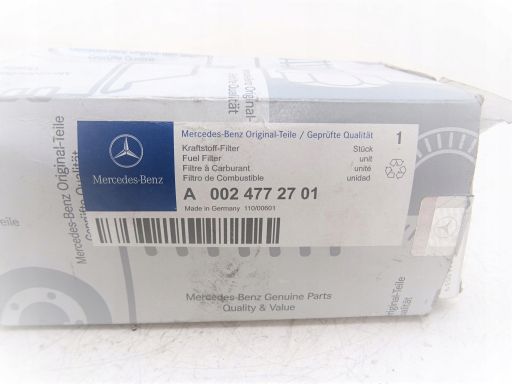 Mercedes-Benz
Mercedes-Benz Original-Teile / Geprüfte Qualität
1
Kraftstoff-Filter
Fuel Filter
Filtre à Carburant
Filtro de Combustible
Stück
unit
unité
unidad
A 002 477 27 01
Made in Germany 110/00601
Mercedes-Benz Genuine Parts
Quality & Value
Mercedes-Benz Original-Teile
Geprüfte Qualität